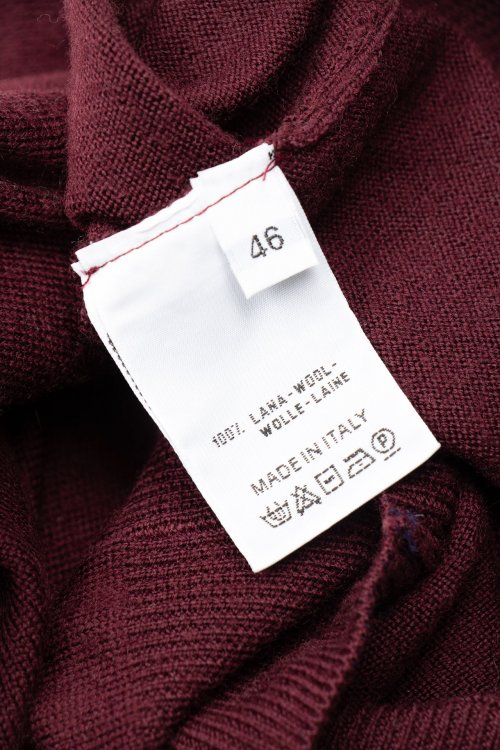 46
100% LANA-WOOL-
WOLLE-LAINE
MADE IN ITALY
P